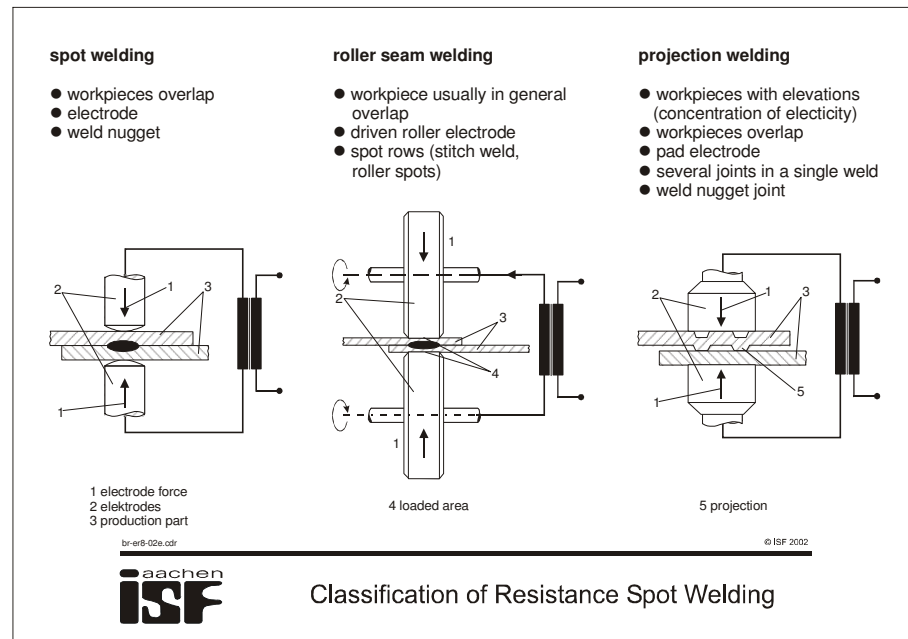 spot welding
● workpieces overlap
● electrode
● weld nugget
roller seam welding
● workpiece usually in general
overlap
● driven roller electrode
● spot rows (stitch weld,
roller spots)
projection welding
● workpieces with elevations
(concentration of electicity)
● workpieces overlap
● pad electrode
● several joints in a single weld
● weld nugget joint
2
1
3
1
1
2
3
4
1
2
1
3
1
5
1 electrode force
2 elektrodes
3 production part
4 loaded area
5 projection
br-er8-02e.cdr
© ISF 2002
aachen
ISF
Classification of Resistance Spot Welding